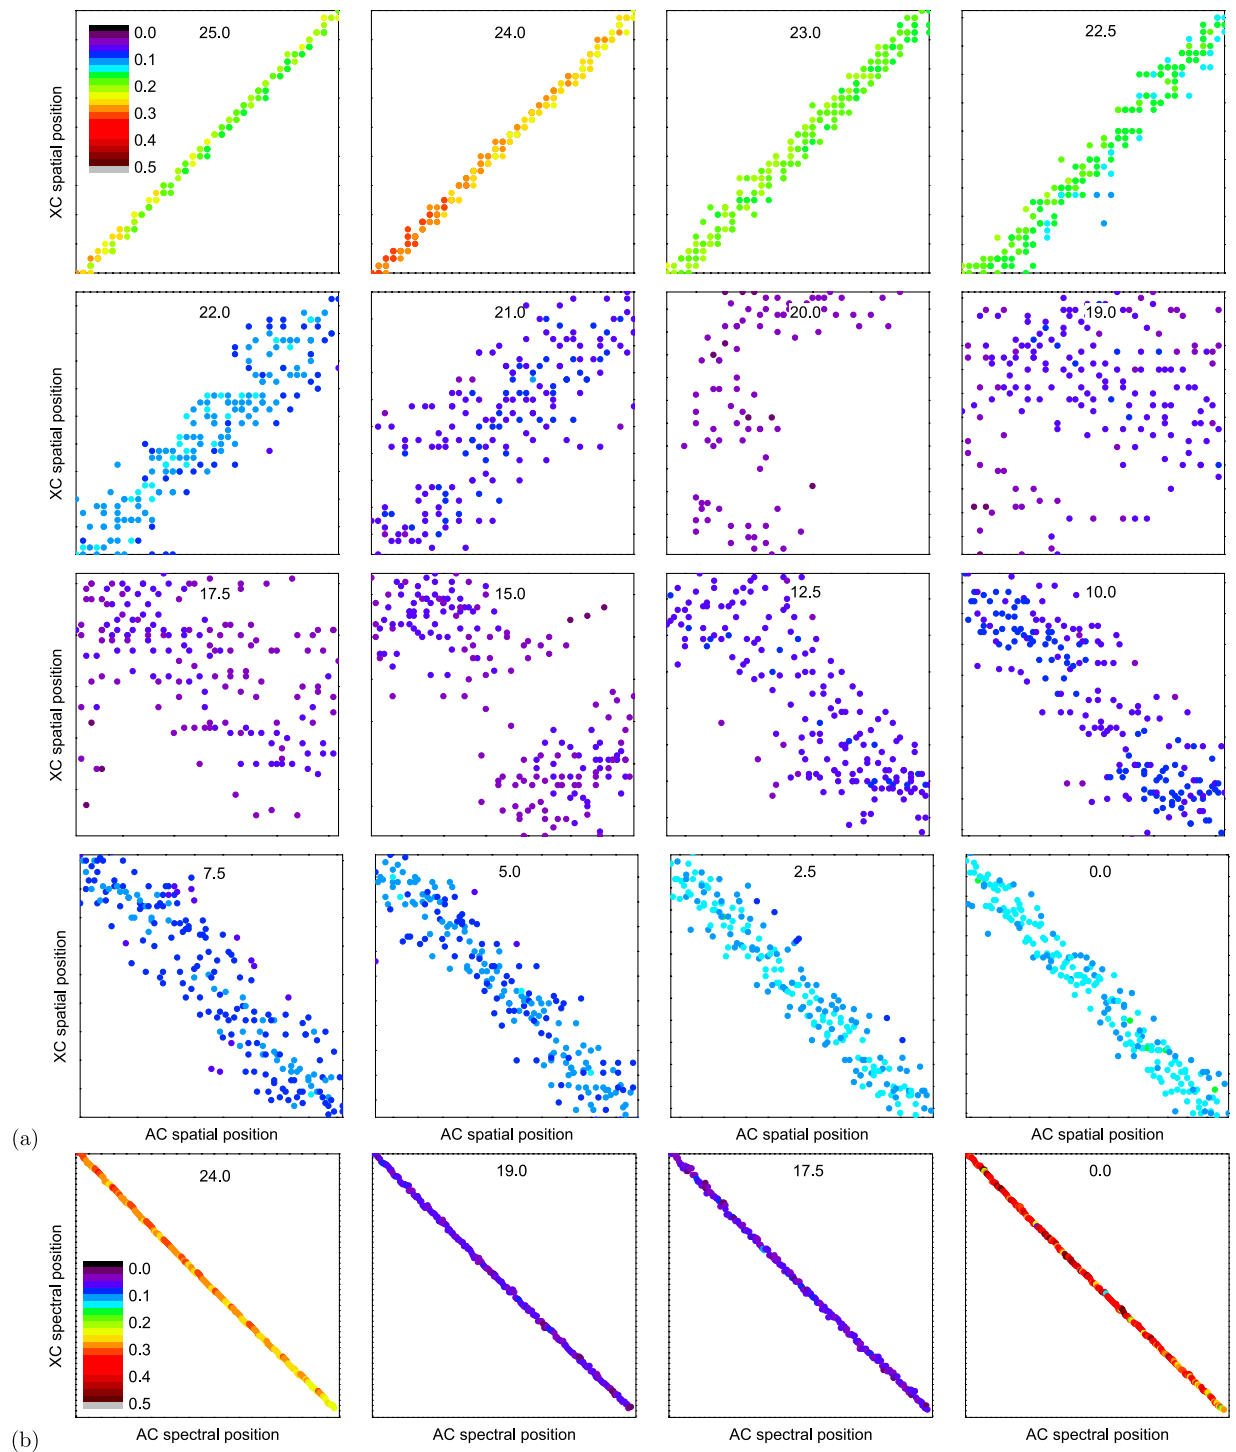 25.0
24.0
23.0
22.5
0.0
0.1
0.2
0.3
0.4
0.5
XC spatial position
22.0
21.0
20.0
19.0
XC spatial position
17.5
15.0
12.5
10.0
XC spatial position
7.5
5.0
2.5
0.0
XC spatial position
(a)
AC spatial position
AC spatial position
AC spatial position
AC spatial position
24.0
19.0
17.5
0.0
XC spectral position
0.0
0.1
0.2
0.3
0.4
0.5
(b)
AC spectral position
AC spectral position
AC spectral position
AC spectral position